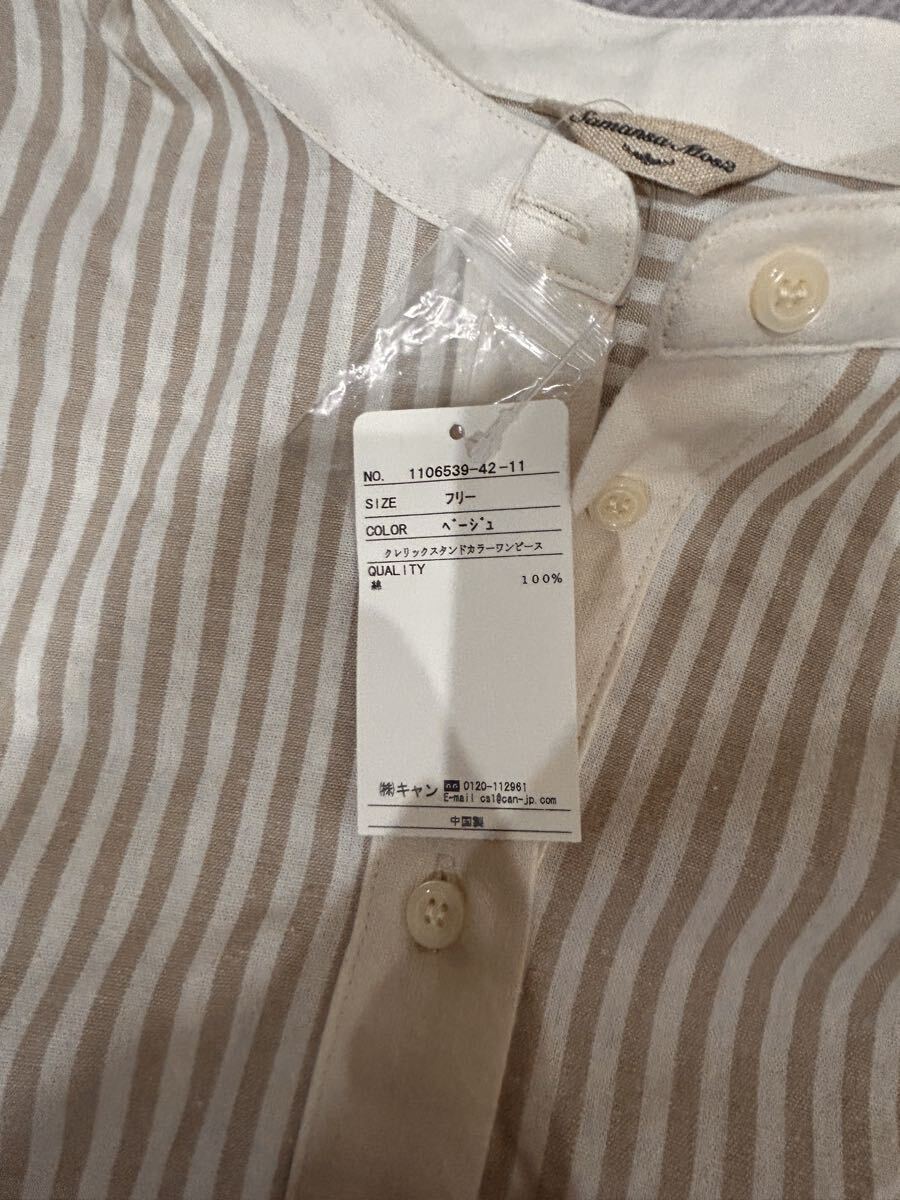 Samansa Mos2
NO. 1106539-42-11
SIZE フリー
COLOR ベージュ
クレリックスタンドカラーワンピース
QUALITY
綿 100%
㈱キャン 0120-112961
E-mail cs1@can-jp.com
中国製